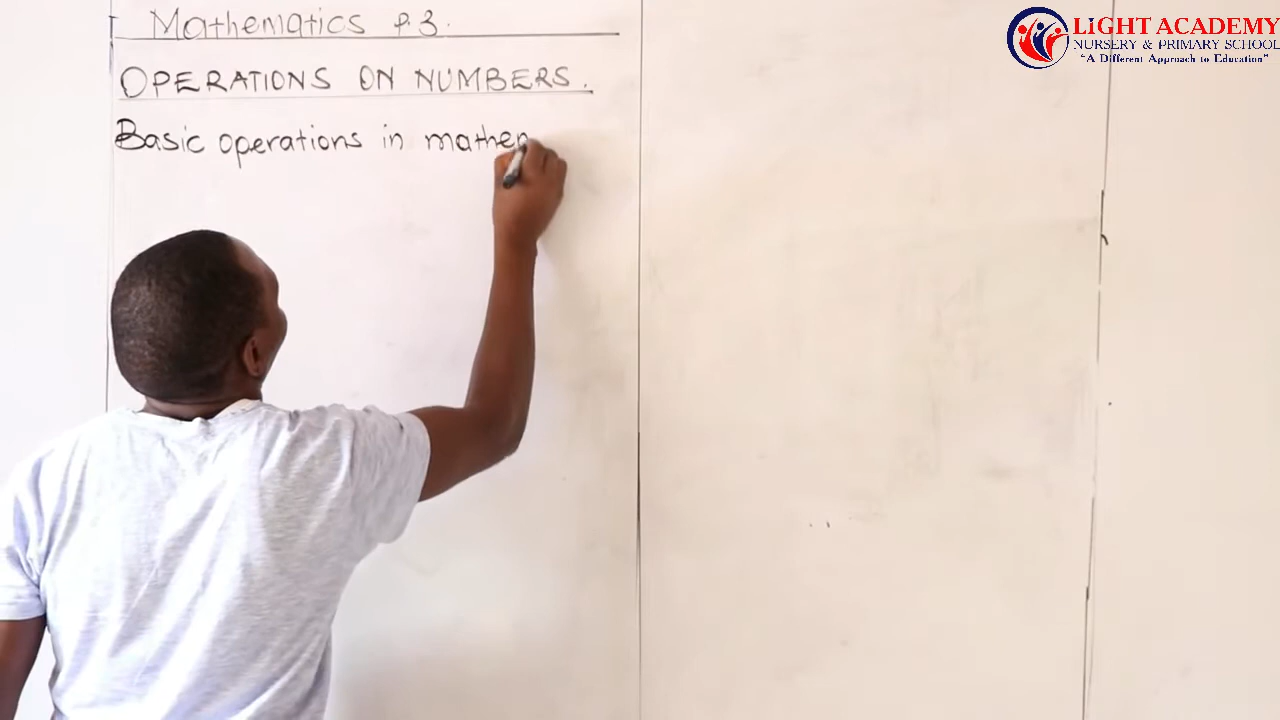 Mathematics P.3.
OPERATIONS ON NUMBERS.
Basic operations in mathem
LIGHT ACADEMY
NURSERY & PRIMARY SCHOOL
"A Different Approach to Education"